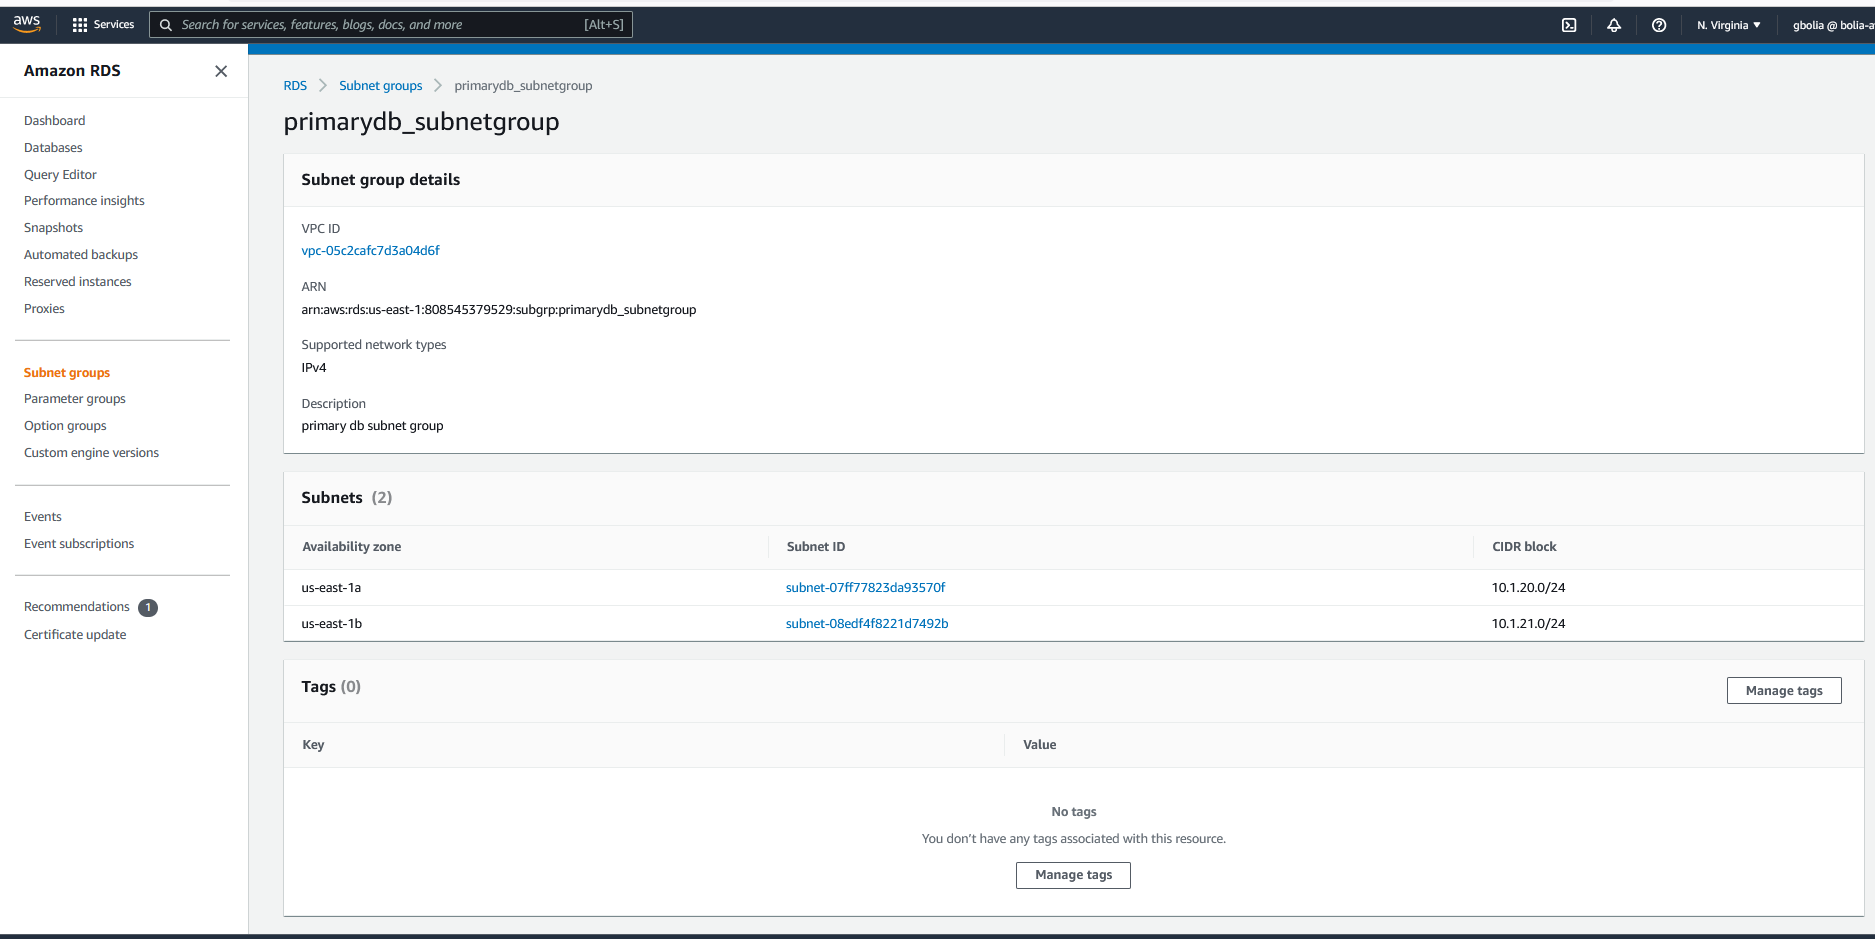 aws
Services
Search for services, features, blogs, docs, and more
[Alt+S]
N. Virginia
gbolia @ bolia-a
Amazon RDS
Dashboard
Databases
Query Editor
Performance insights
Snapshots
Automated backups
Reserved instances
Proxies
Subnet groups
Parameter groups
Option groups
Custom engine versions
Events
Event subscriptions
Recommendations 1
Certificate update
RDS
Subnet groups
primarydb_subnetgroup
primarydb_subnetgroup
Subnet group details
VPC ID
vpc-05c2cafc7d3a04d6f
ARN
arn:aws:rds:us-east-1:808545379529:subgrp:primarydb_subnetgroup
Supported network types
IPv4
Description
primary db subnet group
Subnets (2)
Availability zone Subnet ID CIDR block
us-east-1a subnet-07ff77823da93570f 10.1.20.0/24
us-east-1b subnet-08edf4f8221d7492b 10.1.21.0/24
Tags (0)
Manage tags
Key Value
No tags
You don't have any tags associated with this resource.
Manage tags